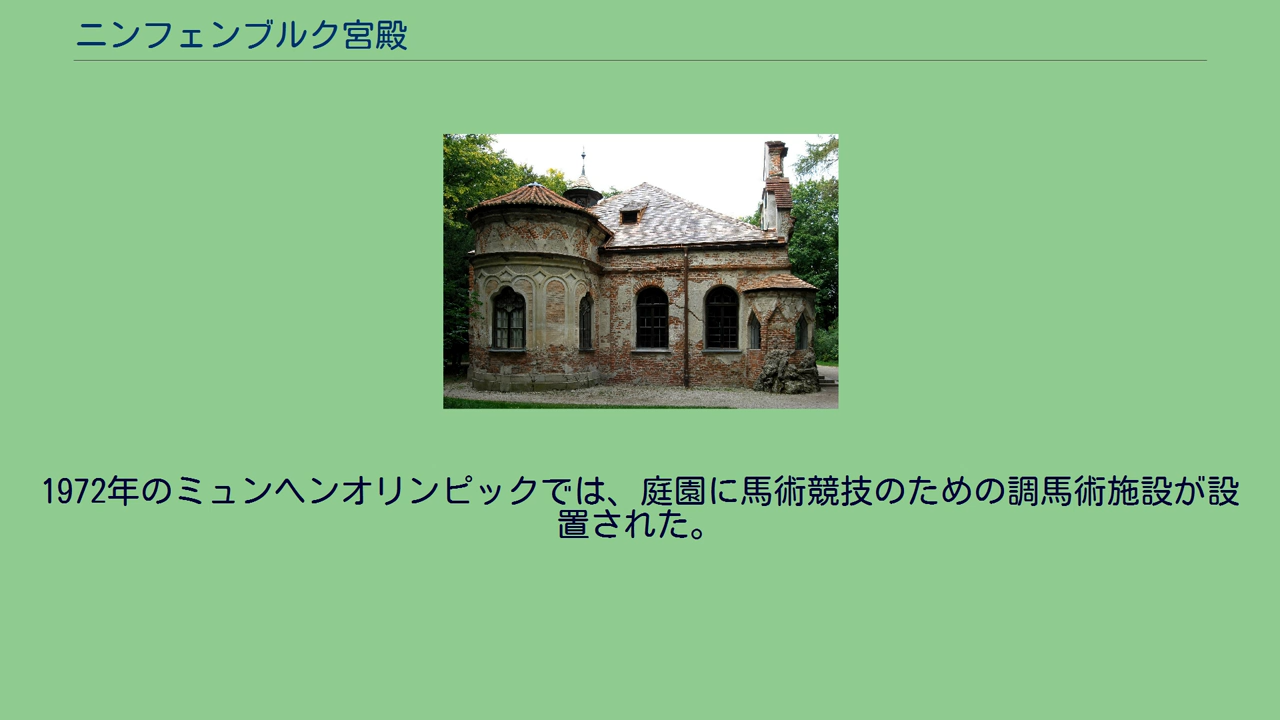 ニンフェンブルク宮殿
1972年のミュンヘンオリンピックでは、庭園に馬術競技のための調馬術施設が設
置された。